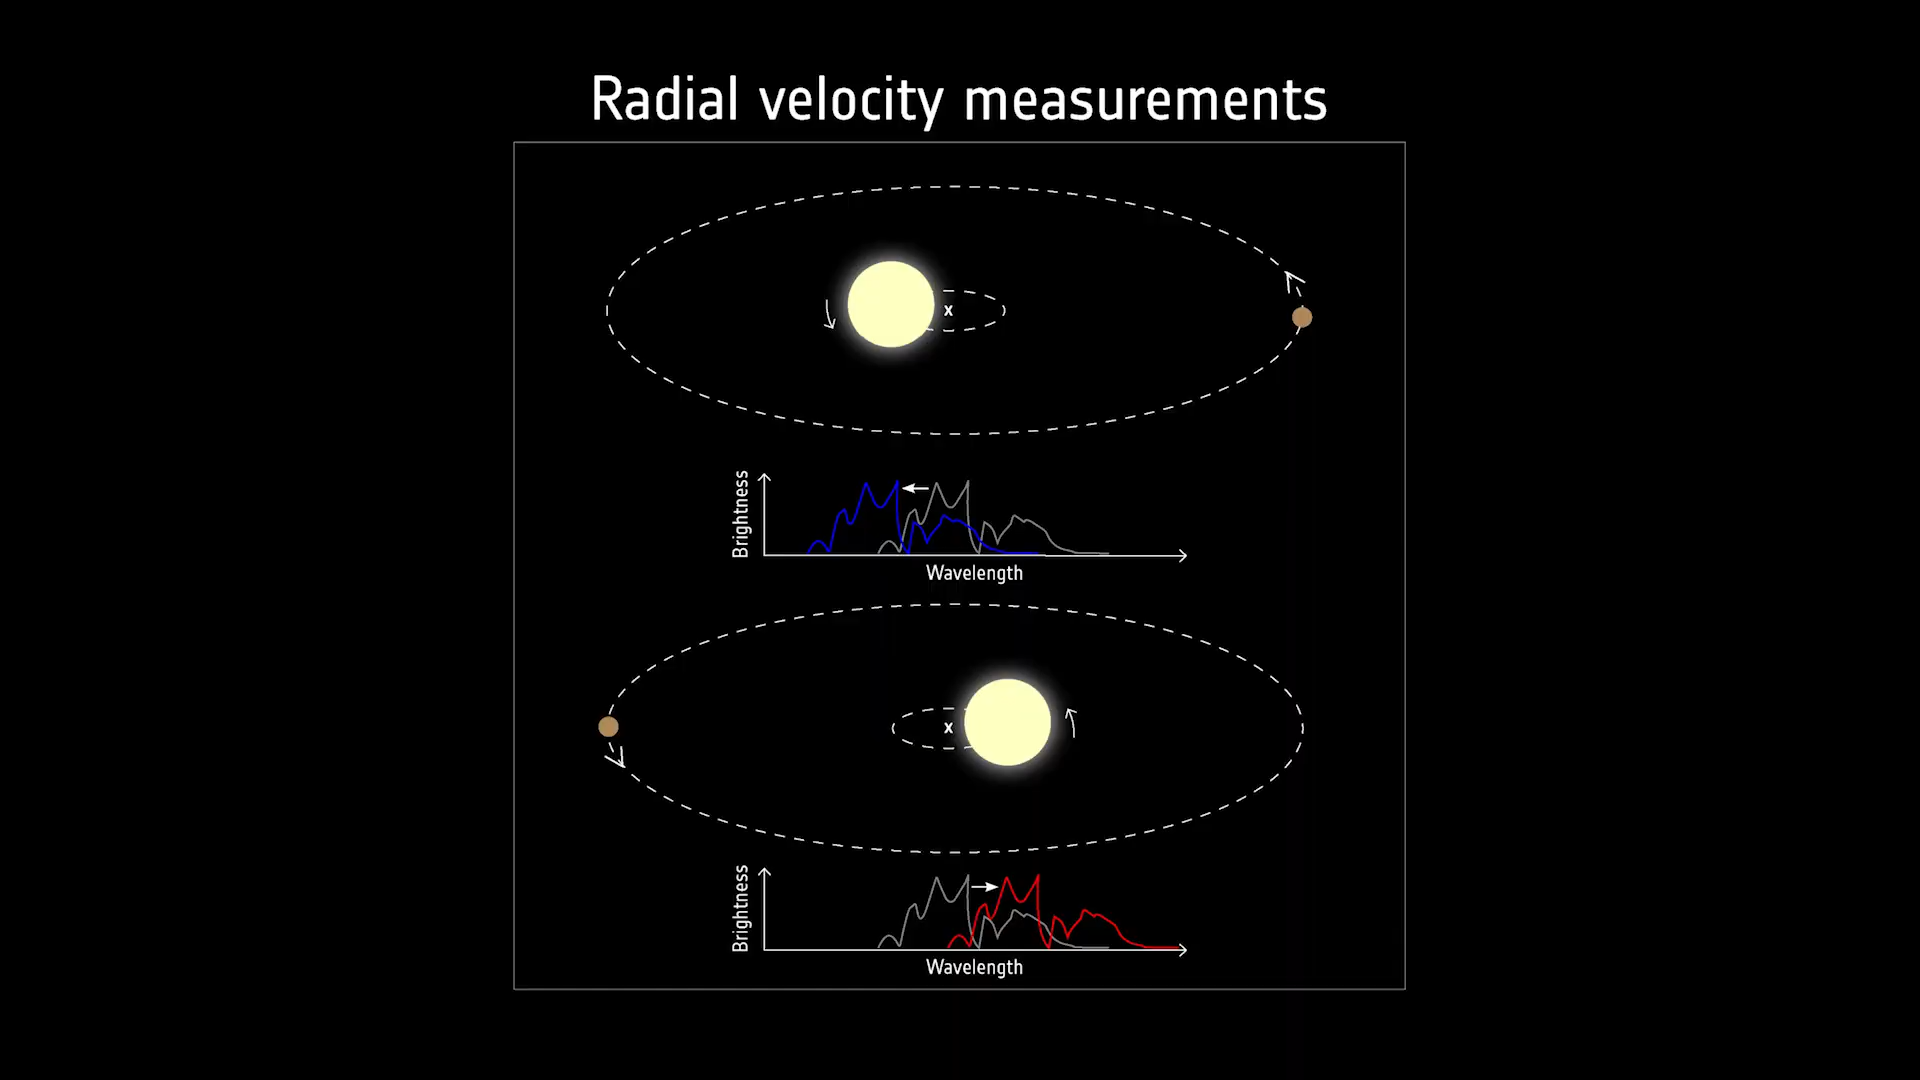 Radial velocity measurements
x
Brightness
Wavelength
x
Brightness
Wavelength